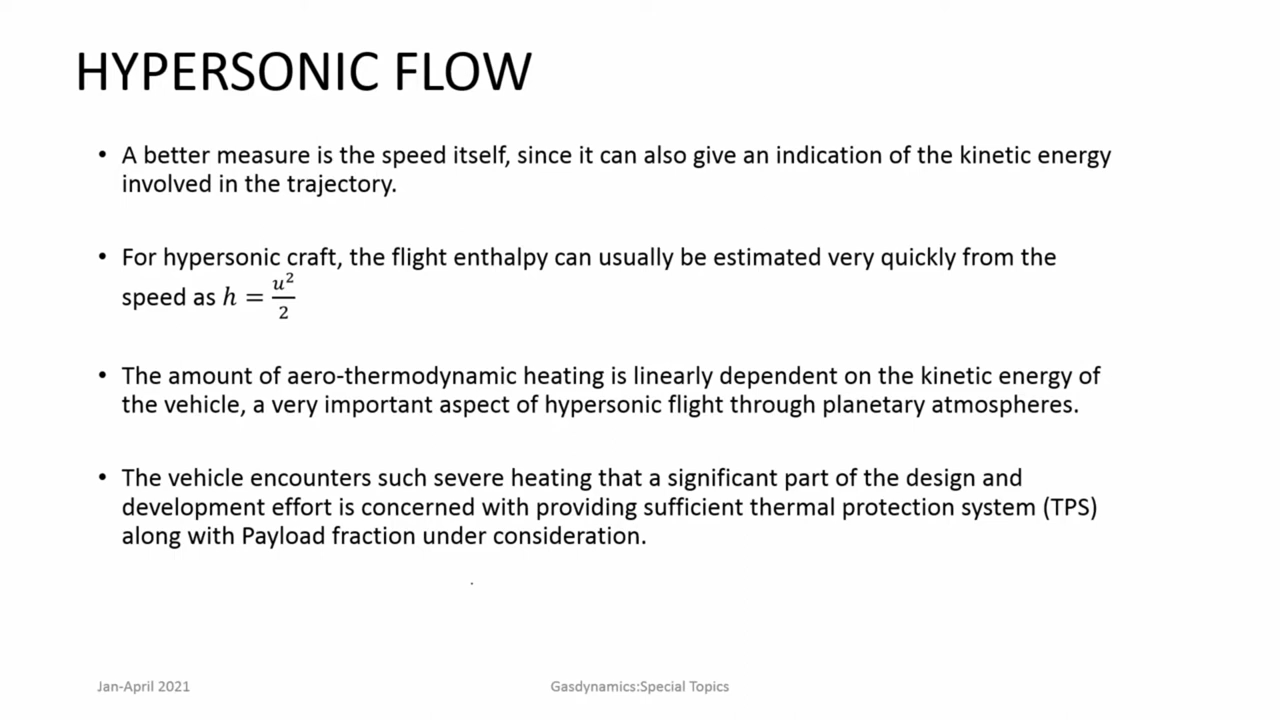 HYPERSONIC FLOW
• A better measure is the speed itself, since it can also give an indication of the kinetic energy
involved in the trajectory.
• For hypersonic craft, the flight enthalpy can usually be estimated very quickly from the
speed as h = u²/2
• The amount of aero-thermodynamic heating is linearly dependent on the kinetic energy of
the vehicle, a very important aspect of hypersonic flight through planetary atmospheres.
• The vehicle encounters such severe heating that a significant part of the design and
development effort is concerned with providing sufficient thermal protection system (TPS)
along with Payload fraction under consideration.
Jan-April 2021
Gasdynamics:Special Topics